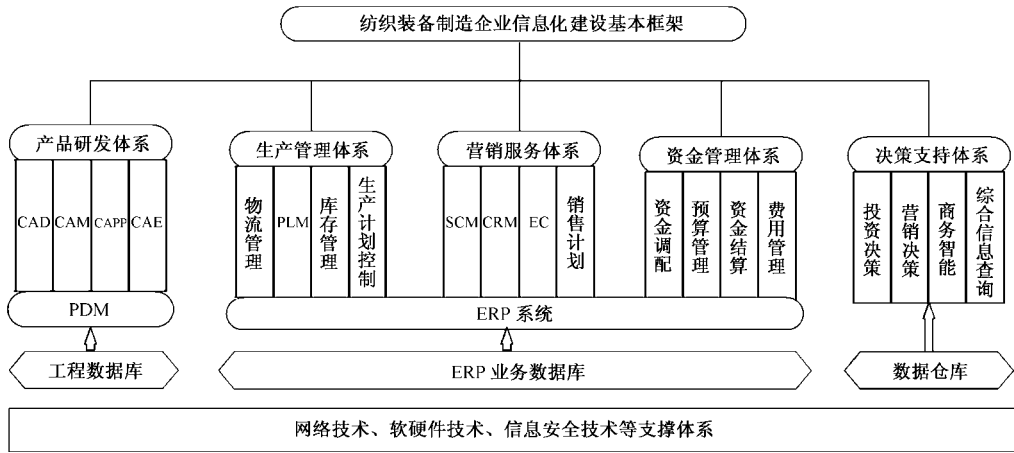 纺织装备制造企业信息化建设基本框架
产品研发体系
生产管理体系
营销服务体系
资金管理体系
决策支持体系
CAD
CAM
CAPP
CAE
物流管理
PLM
库存管理
生产计划控制
SCM
CRM
EC
销售计划
资金调配
预算管理
资金结算
费用管理
投资决策
营销决策
商务智能
综合信息查询
PDM
ERP 系统
工程数据库
ERP 业务数据库
数据仓库
网络技术、软硬件技术、信息安全技术等支撑体系